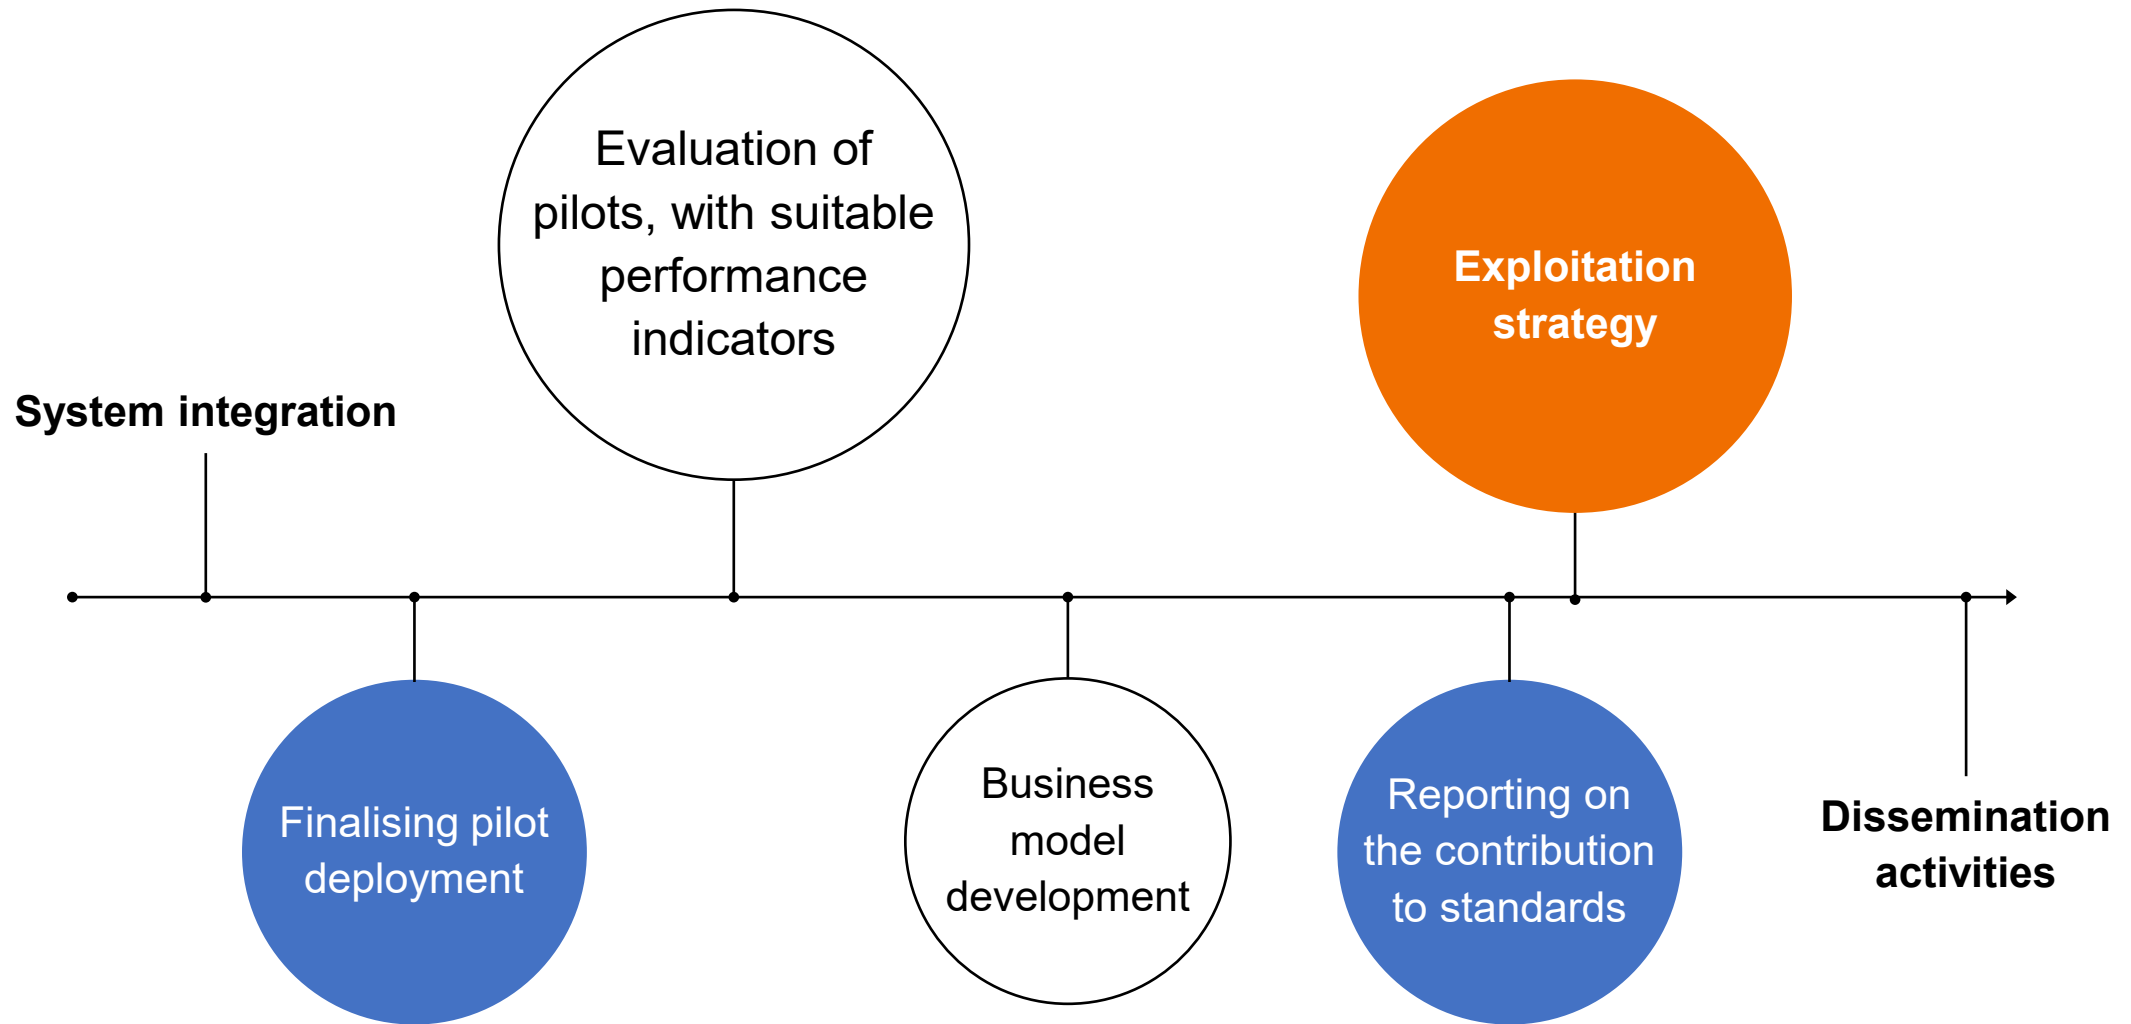 System integration
Finalising pilot
deployment
Evaluation of
pilots, with suitable
performance
indicators
Business
model
development
Reporting on
the contribution
to standards
Exploitation
strategy
Dissemination
activities